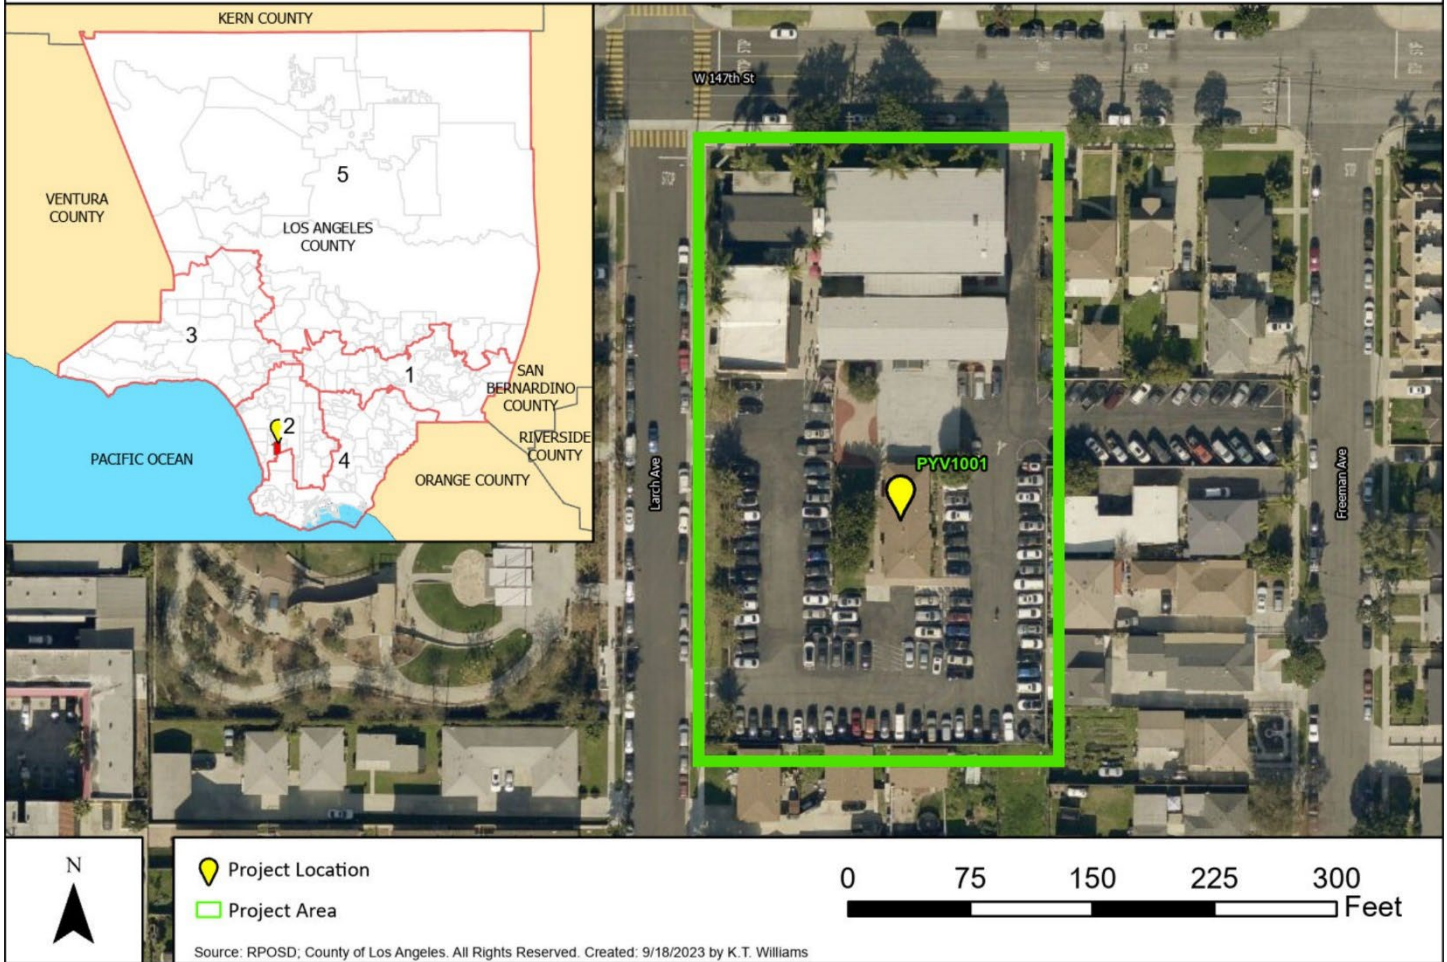 KERN COUNTY
VENTURA
COUNTY
5
LOS ANGELES
COUNTY
3
1
SAN
BERNARDINO
COUNTY
2
RIVERSIDE
COUNTY
4
PACIFIC OCEAN
ORANGE COUNTY
W 147th St
STOP
STOP
Larch Ave
PYV1001
Freeman Ave
N
Project Location
Project Area
0 75 150 225 300
Feet
Source: RPOSD; County of Los Angeles. All Rights Reserved. Created: 9/18/2023 by K.T. Williams